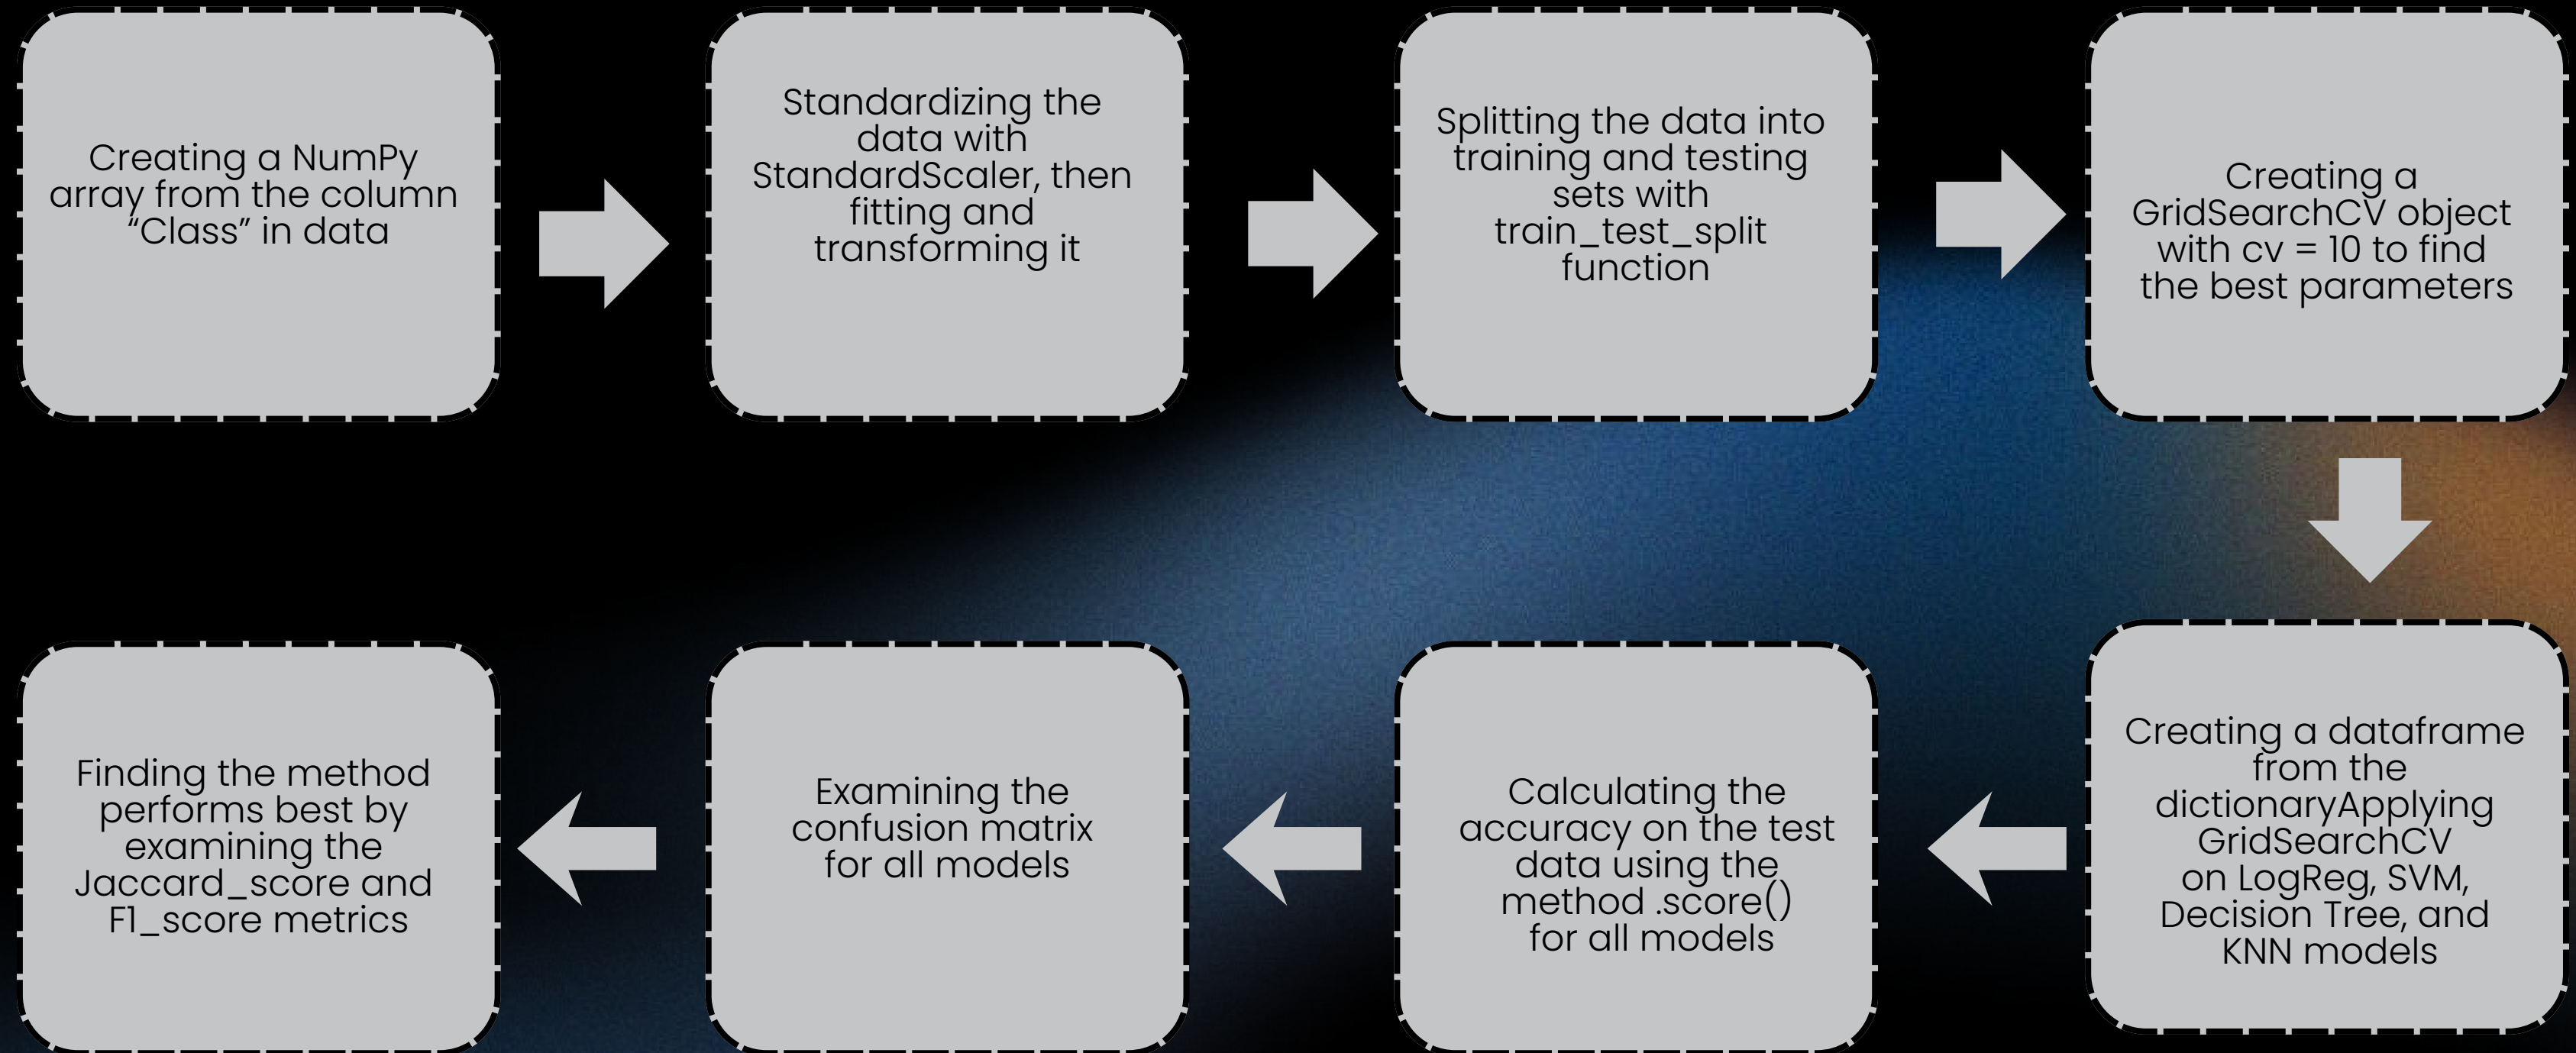 Creating a NumPy
array from the column
“Class” in data
Standardizing the
data with
StandardScaler, then
fitting and
transforming it
Splitting the data into
training and testing
sets with
train_test_split
function
Creating a
GridSearchCV object
with cv = 10 to find
the best parameters
Creating a dataframe
from the
dictionaryApplying
GridSearchCV
on LogReg, SVM,
Decision Tree, and
KNN models
Calculating the
accuracy on the test
data using the
method .score()
for all models
Examining the
confusion matrix
for all models
Finding the method
performs best by
examining the
Jaccard_score and
F1_score metrics